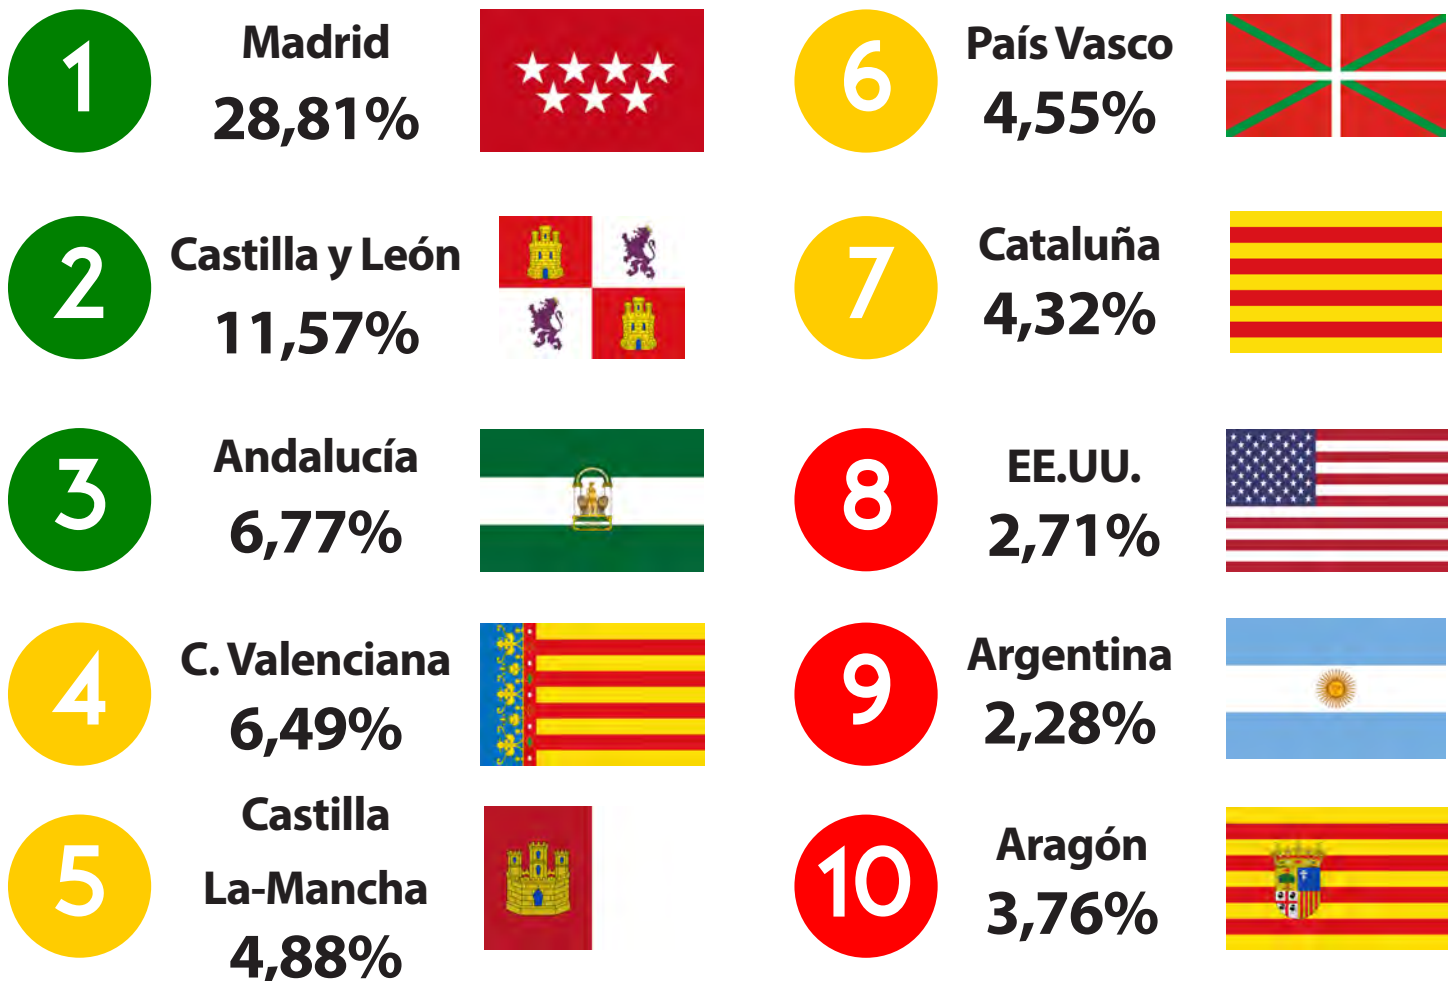 1
Madrid
28,81%
2
Castilla y León
11,57%
3
Andalucía
6,77%
4
C. Valenciana
6,49%
5
Castilla
La-Mancha
4,88%
6
País Vasco
4,55%
7
Cataluña
4,32%
8
EE.UU.
2,71%
9
Argentina
2,28%
10
Aragón
3,76%